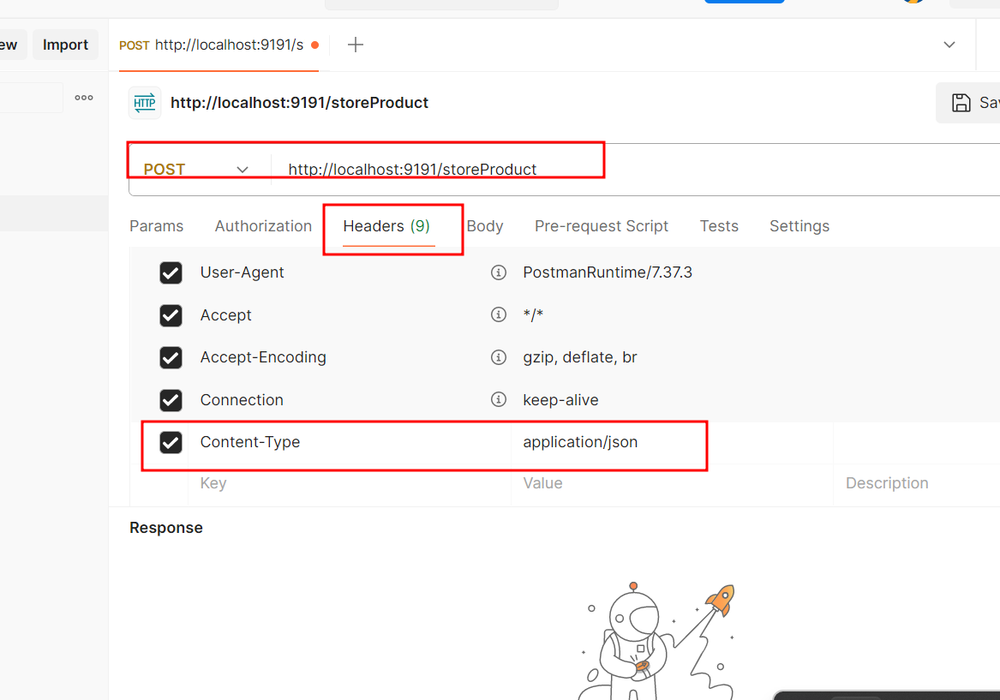 Import
POST http://localhost:9191/s
HTTP http://localhost:9191/storeProduct
POST http://localhost:9191/storeProduct
Params Authorization Headers (9) Body Pre-request Script Tests Settings
User-Agent PostmanRuntime/7.37.3
Accept */*
Accept-Encoding gzip, deflate, br
Connection keep-alive
Content-Type application/json
Key Value Description
Response